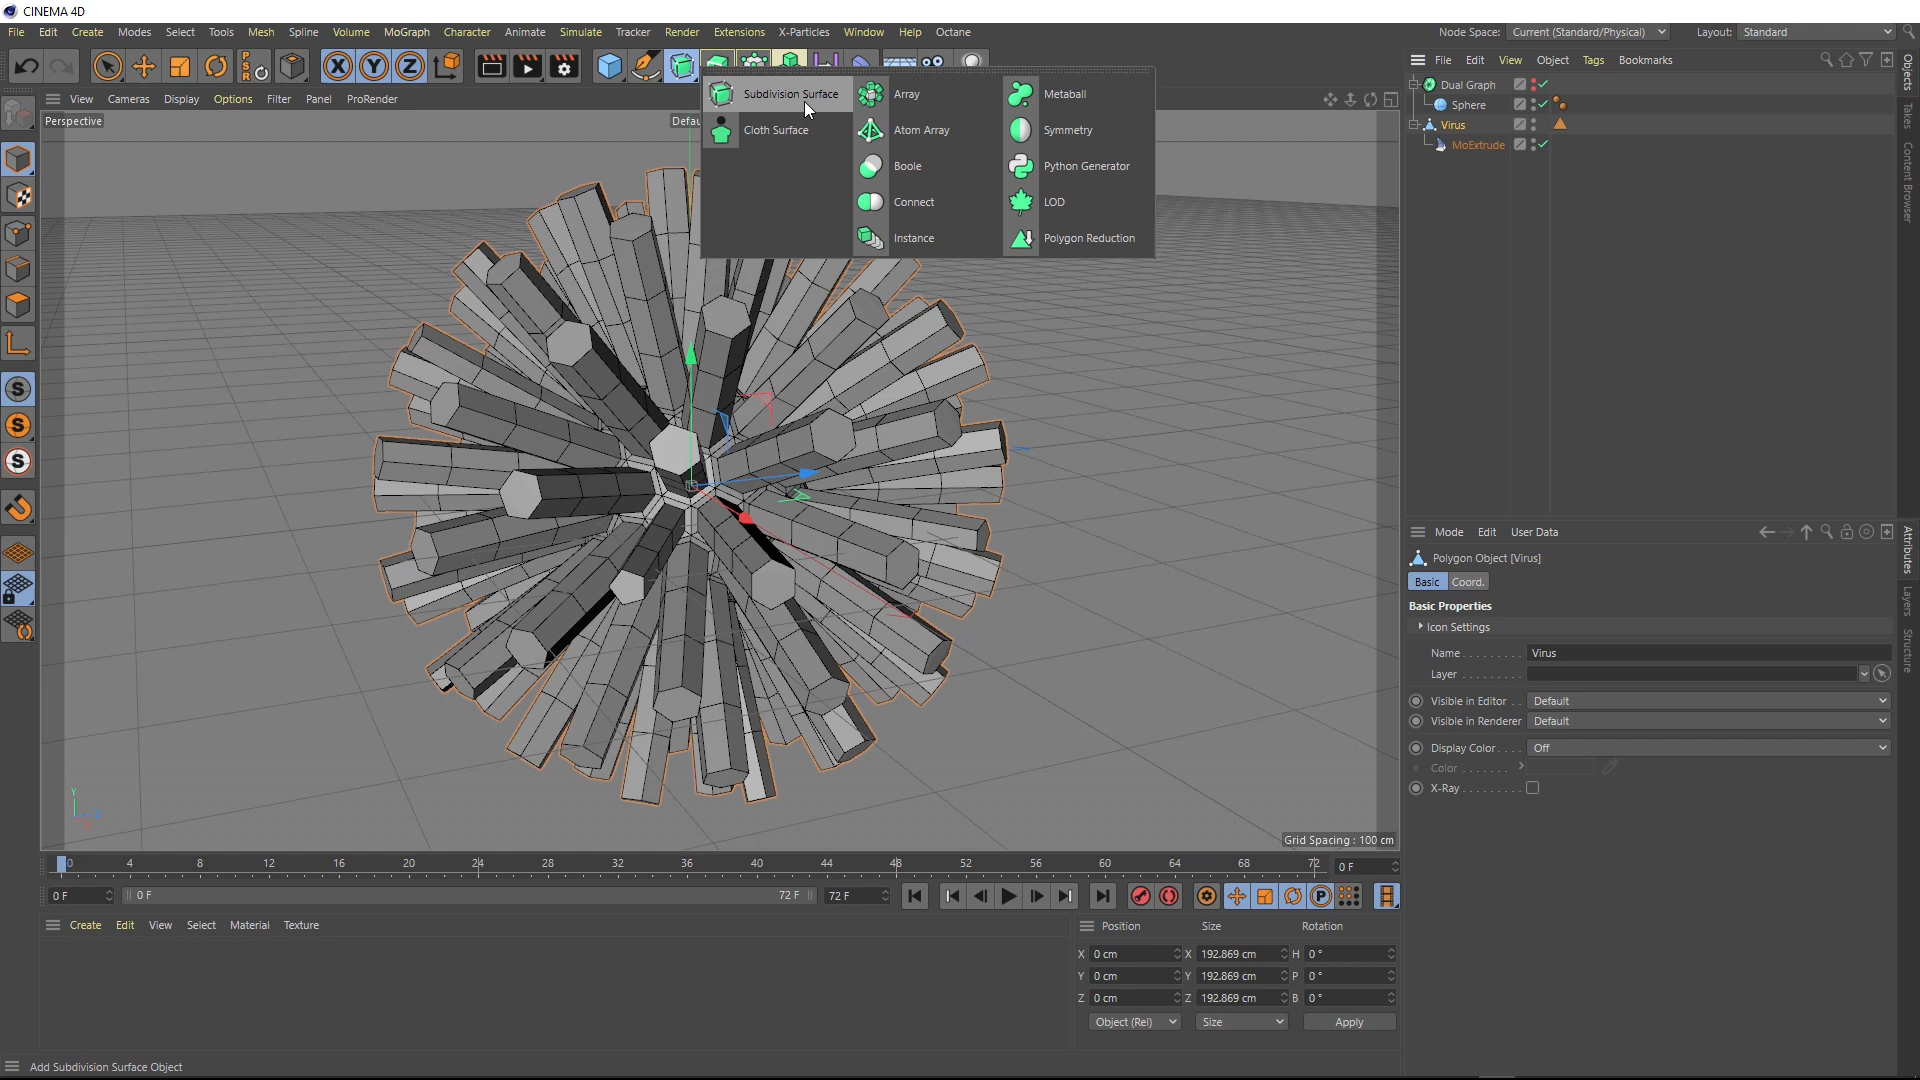 CINEMA 4D
File Edit Create Modes Select Tools Mesh Spline Volume MoGraph Character Animate Simulate Tracker Render Extensions X-Particles Window Help Octane
Node Space: Current (Standard/Physical) Layout: Standard
View Cameras Display Options Filter Panel ProRender
Perspective
Defau
Subdivision Surface Array Metaball
Cloth Surface Atom Array Symmetry
Boole Python Generator
Connect LOD
Instance Polygon Reduction
File Edit View Object Tags Bookmarks
Dual Graph
Sphere
Virus
MoExtrude
Objects
Takes
Content Browser
Mode Edit User Data
Polygon Object [Virus]
Basic Coord.
Basic Properties
Icon Settings
Name Virus
Layer
Visible in Editor Default
Visible in Renderer Default
Display Color Off
Color
X-Ray
Attributes
Layers
Structure
Y
Grid Spacing : 100 cm
0 4 8 12 16 20 24 28 32 36 40 44 48 52 56 60 64 68 72 0 F
0 F 0 F 72 F 72 F
Create Edit View Select Material Texture
Position Size Rotation
X 0 cm X 192.869 cm H 0 °
Y 0 cm Y 192.869 cm P 0 °
Z 0 cm Z 192.869 cm B 0 °
Object (Rel) Size Apply
Add Subdivision Surface Object